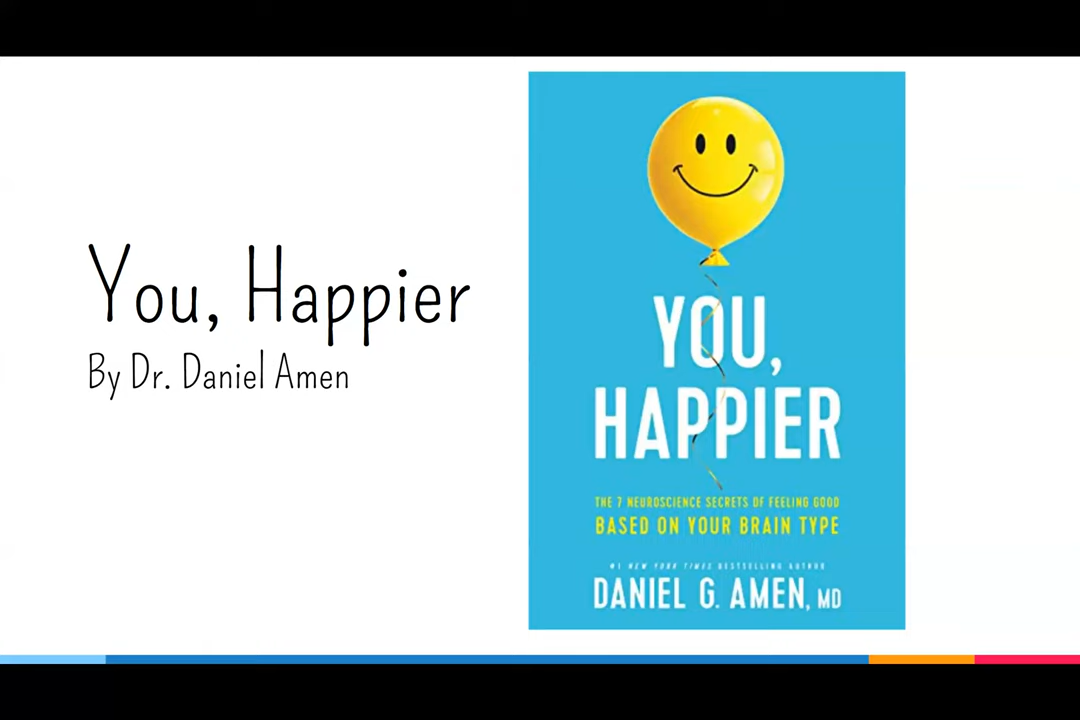 You, Happier
By Dr. Daniel Amen
YOU,
HAPPIER
THE 7 NEUROSCIENCE SECRETS OF FEELING GOOD
BASED ON YOUR BRAIN TYPE
#1 NEW YORK TIMES BESTSELLING AUTHOR
DANIEL G. AMEN, MD